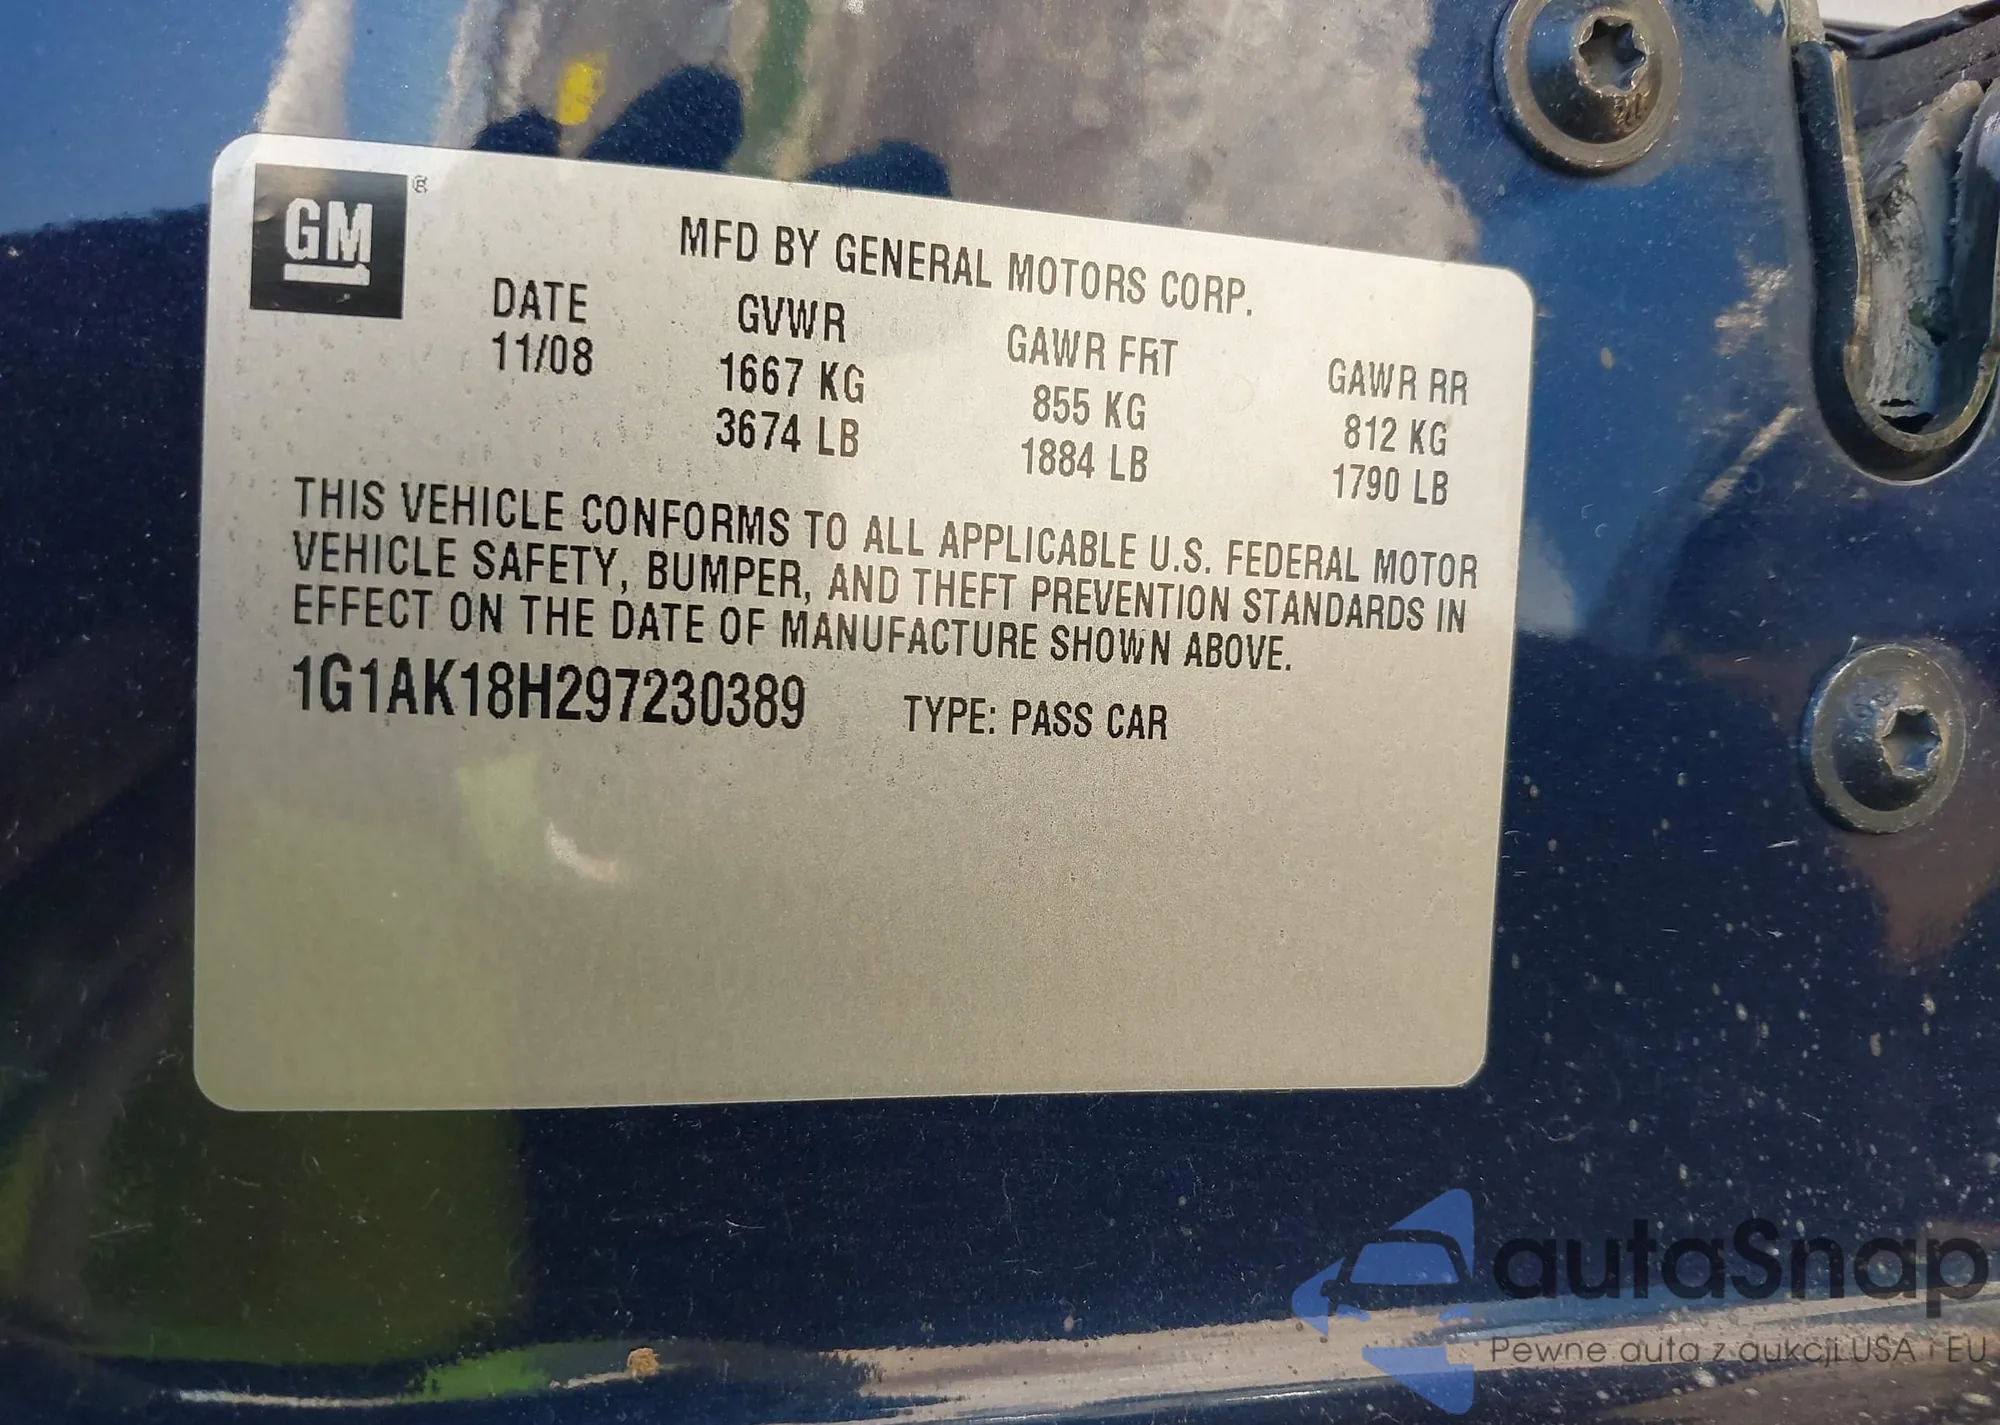 GM ®
MFD BY GENERAL MOTORS CORP.
DATE GVWR GAWR FRT GAWR RR
11/08 1667 KG 855 KG 812 KG
3674 LB 1884 LB 1790 LB
THIS VEHICLE CONFORMS TO ALL APPLICABLE U.S. FEDERAL MOTOR
VEHICLE SAFETY, BUMPER, AND THEFT PREVENTION STANDARDS IN
EFFECT ON THE DATE OF MANUFACTURE SHOWN ABOVE.
1G1AK18H297230389 TYPE: PASS CAR
autaSnap
Pewne auta z aukcji USA i EU